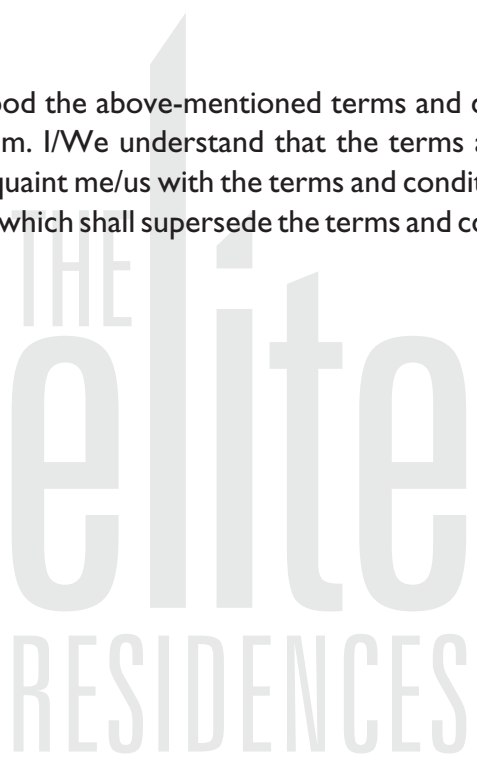 ood the above-mentioned terms and
m. I/We understand that the terms
quaint me/us with the terms and condit
which shall supersede the terms and co
THE
elite
RESIDENCES